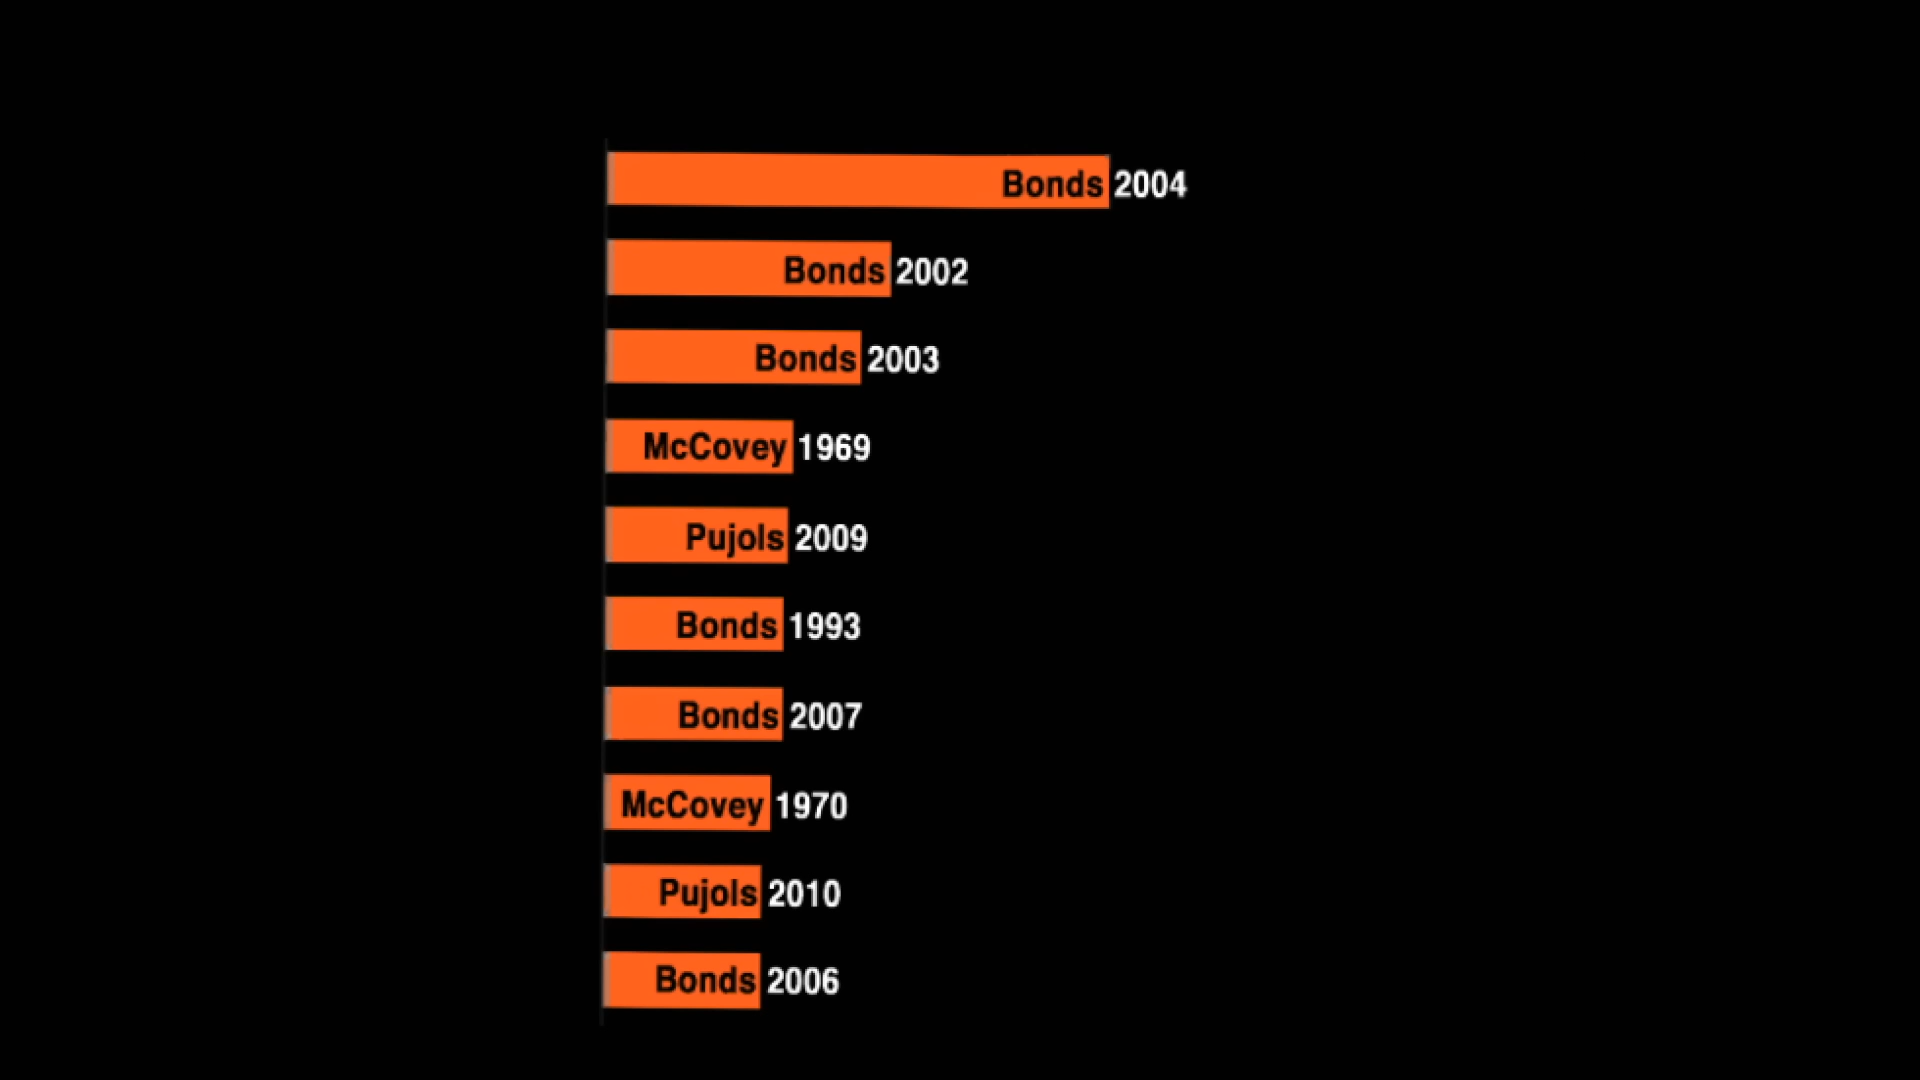 Bonds 2004
Bonds 2002
Bonds 2003
McCovey 1969
Pujols 2009
Bonds 1993
Bonds 2007
McCovey 1970
Pujols 2010
Bonds 2006